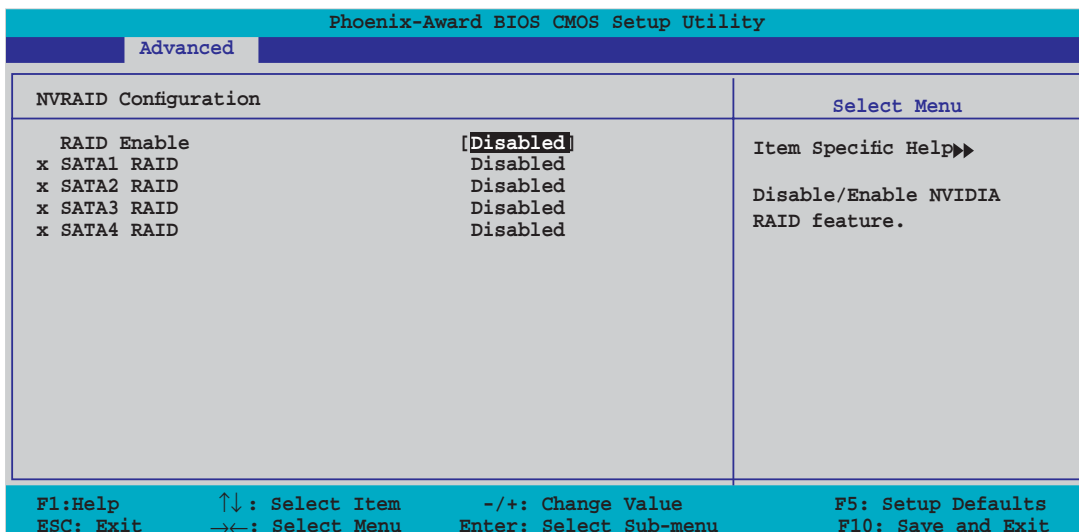 Phoenix-Award BIOS CMOS Setup Utility
Advanced
NVRAID Configuration
Select Menu
RAID Enable [Disabled]
x SATA1 RAID Disabled
x SATA2 RAID Disabled
x SATA3 RAID Disabled
x SATA4 RAID Disabled
Item Specific Help▶▶
Disable/Enable NVIDIA
RAID feature.
F1:Help ↑↓: Select Item -/+: Change Value F5: Setup Defaults
ESC: Exit →←: Select Menu Enter: Select Sub-menu F10: Save and Exit